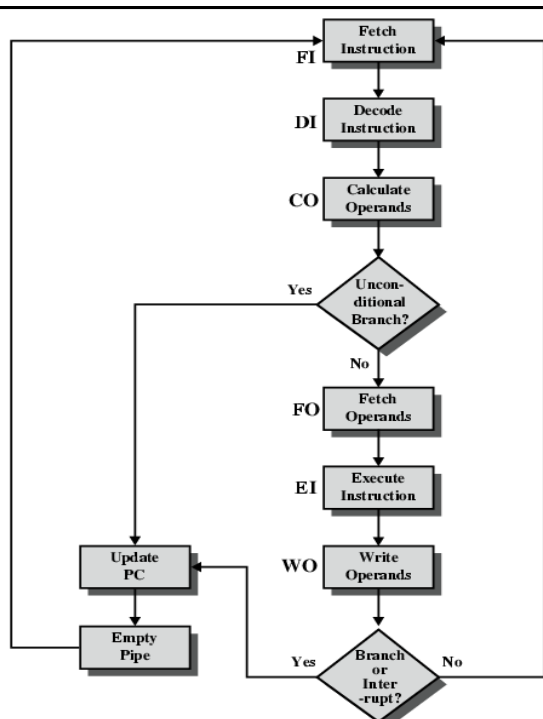 Fetch
Instruction
FI
Decode
Instruction
DI
Calculate
Operands
CO
Yes
Uncon-
ditional
Branch?
No
Fetch
Operands
FO
Execute
Instruction
EI
Update
PC
Write
Operands
WO
Empty
Pipe
Yes
Branch
or
Inter
-rupt?
No